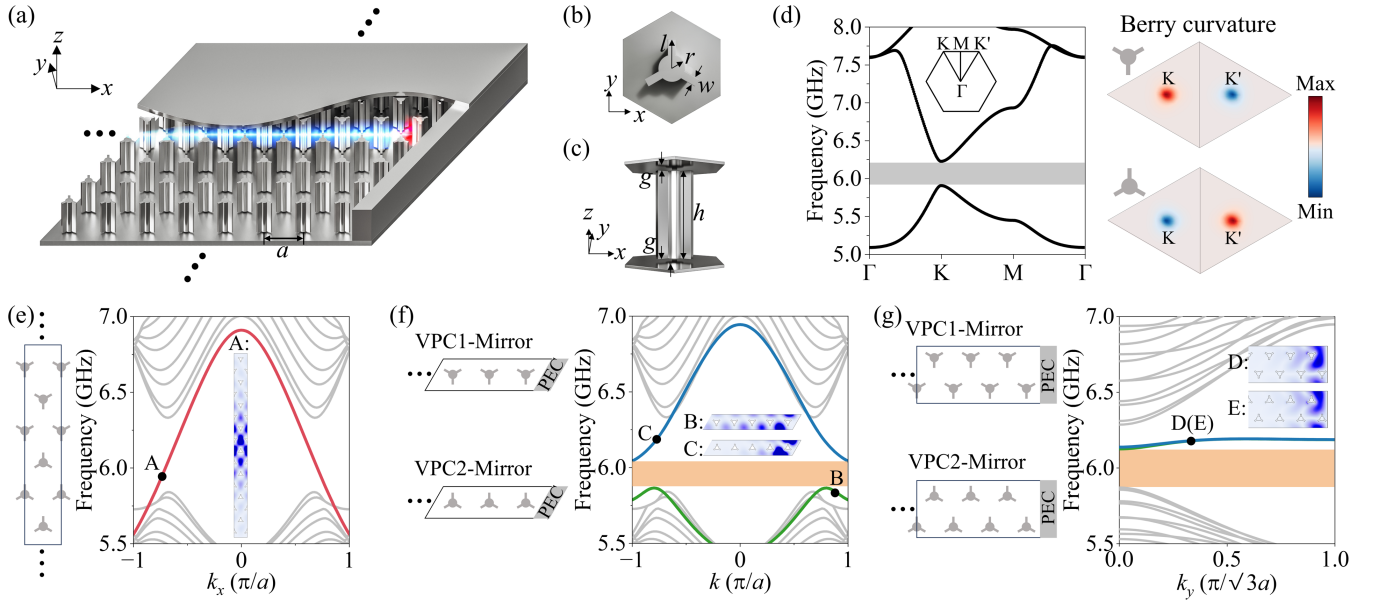 (a)
z
y
x
a
(b)
l
r
w
y
x
(c)
g
h
g
z
y
x
(d)
Frequency (GHz)
8.0
7.5
7.0
6.5
6.0
5.5
5.0
K M K'
Γ
Γ K M Γ
Berry curvature
K K'
K K'
Max
Min
(e)
Frequency (GHz)
7.0
6.5
6.0
5.5
A:
A
−1 0 1
kₓ (π/a)
(f)
VPC1-Mirror
PEC
VPC2-Mirror
PEC
Frequency (GHz)
7.0
6.5
6.0
5.5
C
B:
C:
B
−1 0 1
k (π/a)
(g)
VPC1-Mirror
PEC
VPC2-Mirror
PEC
Frequency (GHz)
7.0
6.5
6.0
5.5
D:
E:
D(E)
0.0 0.5 1.0
k_y (π/√3a)